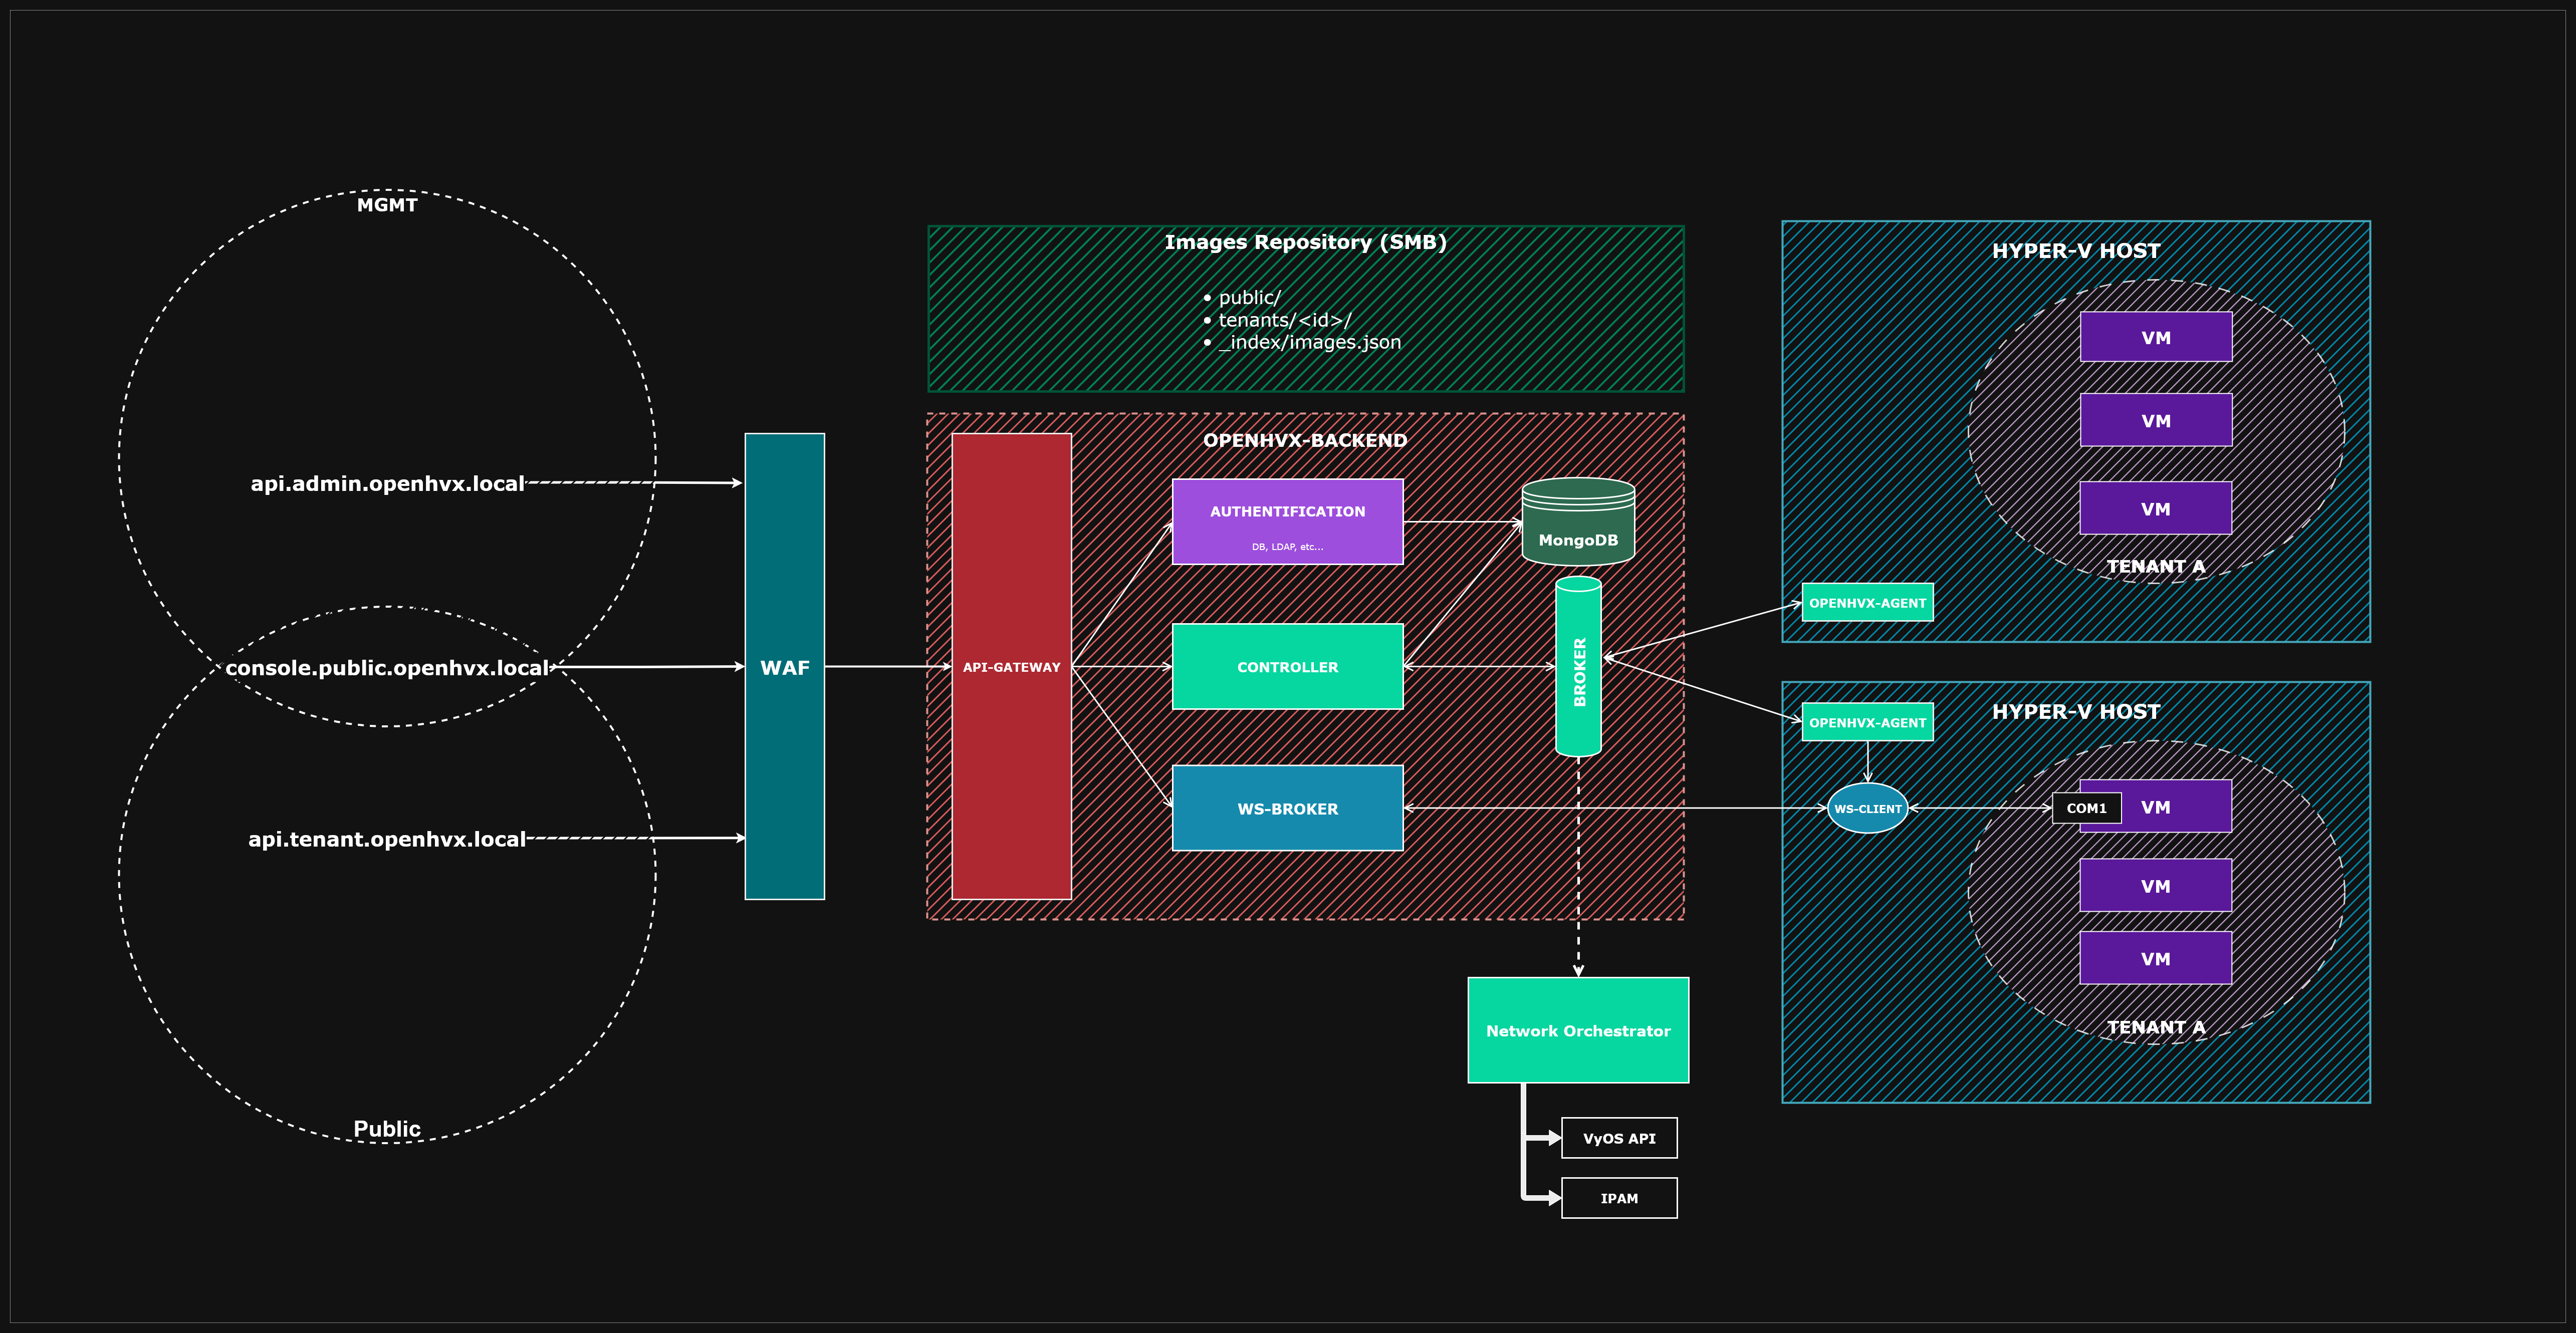 MGMT
api.admin.openhvx.local
console.public.openhvx.local
api.tenant.openhvx.local
Public
WAF
Images Repository (SMB)
• public/
• tenants/<id>/
• _index/images.json
OPENHVX-BACKEND
API-GATEWAY
AUTHENTIFICATION
DB, LDAP, etc...
CONTROLLER
WS-BROKER
MongoDB
BROKER
Network Orchestrator
VyOS API
IPAM
HYPER-V HOST
VM
VM
VM
TENANT A
OPENHVX-AGENT
HYPER-V HOST
OPENHVX-AGENT
WS-CLIENT
COM1
VM
VM
VM
TENANT A